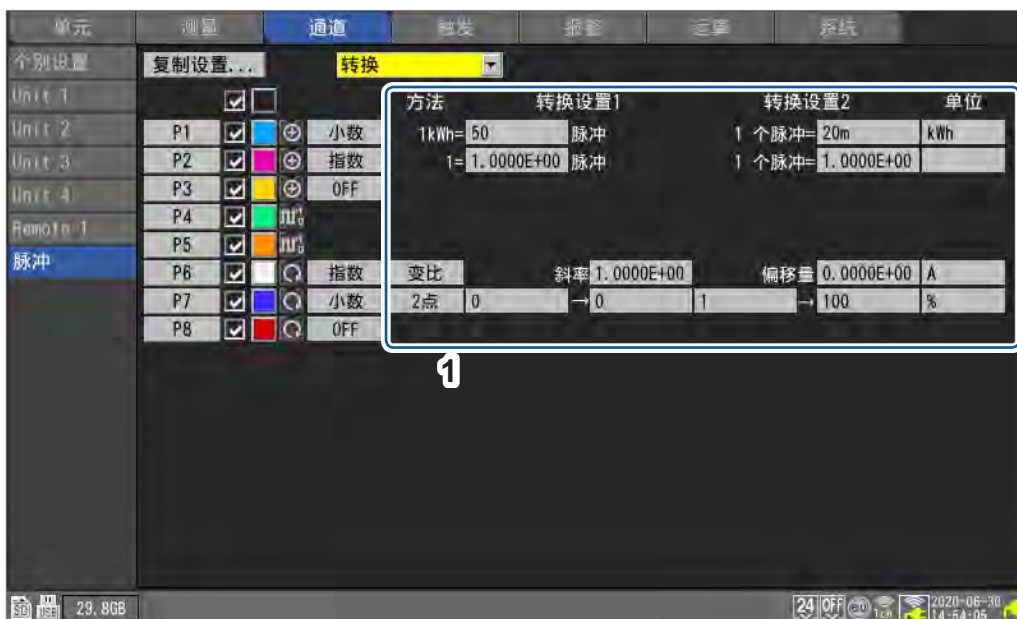 单元 测量 通道 触发 报警 运算 系统
个别设置 复制设置... 转换
Unit 1 方法 转换设置1 转换设置2 单位
Unit 2 P1 小数 1kWh= 50 脉冲 1 个脉冲= 20m kWh
Unit 3 P2 指数 1= 1.0000E+00 脉冲 1 个脉冲= 1.0000E+00
P3 OFF
Unit 4 P4
Remote 1 P5
脉冲 P6 指数 变比 斜率 1.0000E+00 偏移量 0.0000E+00 A
P7 小数 2点 0 → 0 1 → 100 %
P8 OFF
1
SD USB 29.8GB 24 OFF 1ch 2020-06-30
14:54:05